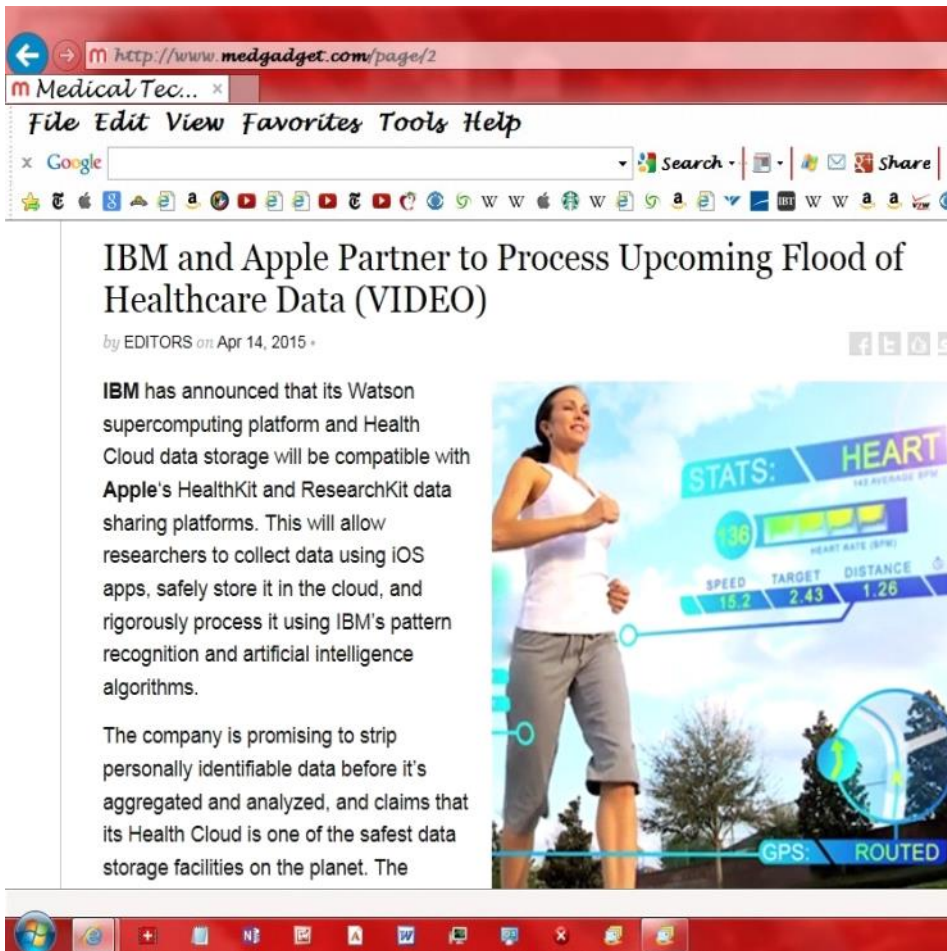 http://www.medgadget.com/page/2
Medical Tec...
File Edit View Favorites Tools Help
Google
Search
Share
IBM and Apple Partner to Process Upcoming Flood of
Healthcare Data (VIDEO)
by EDITORS on Apr 14, 2015 •
IBM has announced that its Watson
supercomputing platform and Health
Cloud data storage will be compatible with
Apple's HealthKit and ResearchKit data
sharing platforms. This will allow
researchers to collect data using iOS
apps, safely store it in the cloud, and
rigorously process it using IBM's pattern
recognition and artificial intelligence
algorithms.
The company is promising to strip
personally identifiable data before it's
aggregated and analyzed, and claims that
its Health Cloud is one of the safest data
storage facilities on the planet. The
STATS: HEART
143 AVERAGE BPM
136
HEART RATE (BPM)
SPEED TARGET DISTANCE
15.2 2.43 1.26
GPS: ROUTED